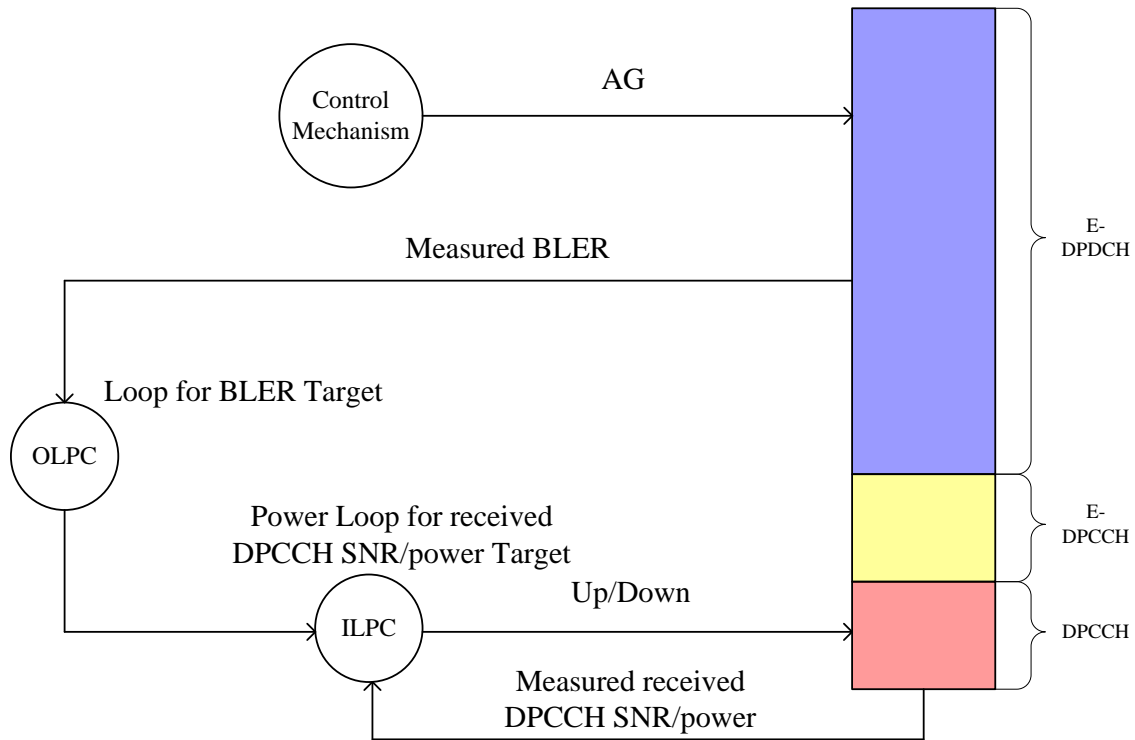 AG
Control
Mechanism
Measured BLER
E-
DPDCH
Loop for BLER Target
OLPC
Power Loop for received
DPCCH SNR/power Target
E-
DPCCH
Up/Down
ILPC
DPCCH
Measured received
DPCCH SNR/power